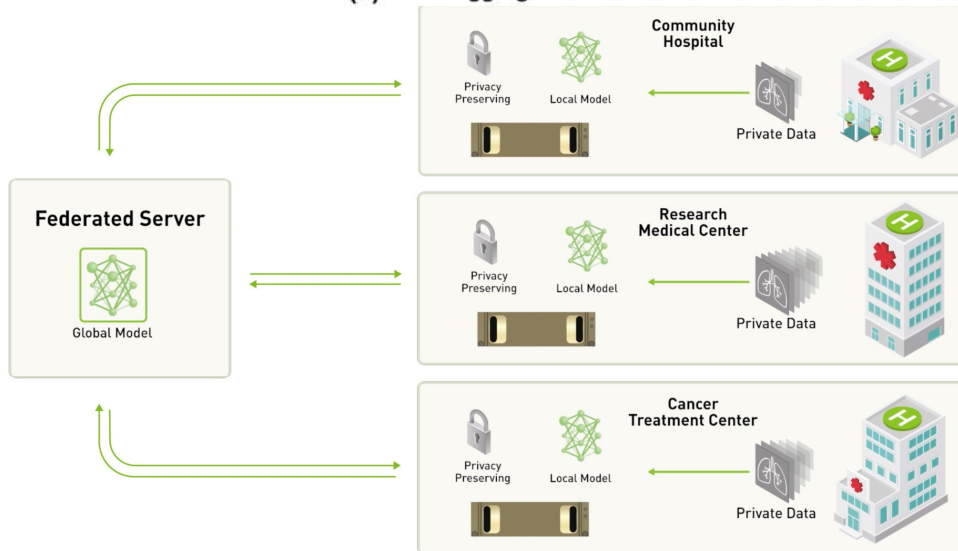 Community
Hospital
Privacy
Preserving
Local Model
Private Data
Federated Server
Global Model
Research
Medical Center
Privacy
Preserving
Local Model
Private Data
Cancer
Treatment Center
Privacy
Preserving
Local Model
Private Data
H
H
H